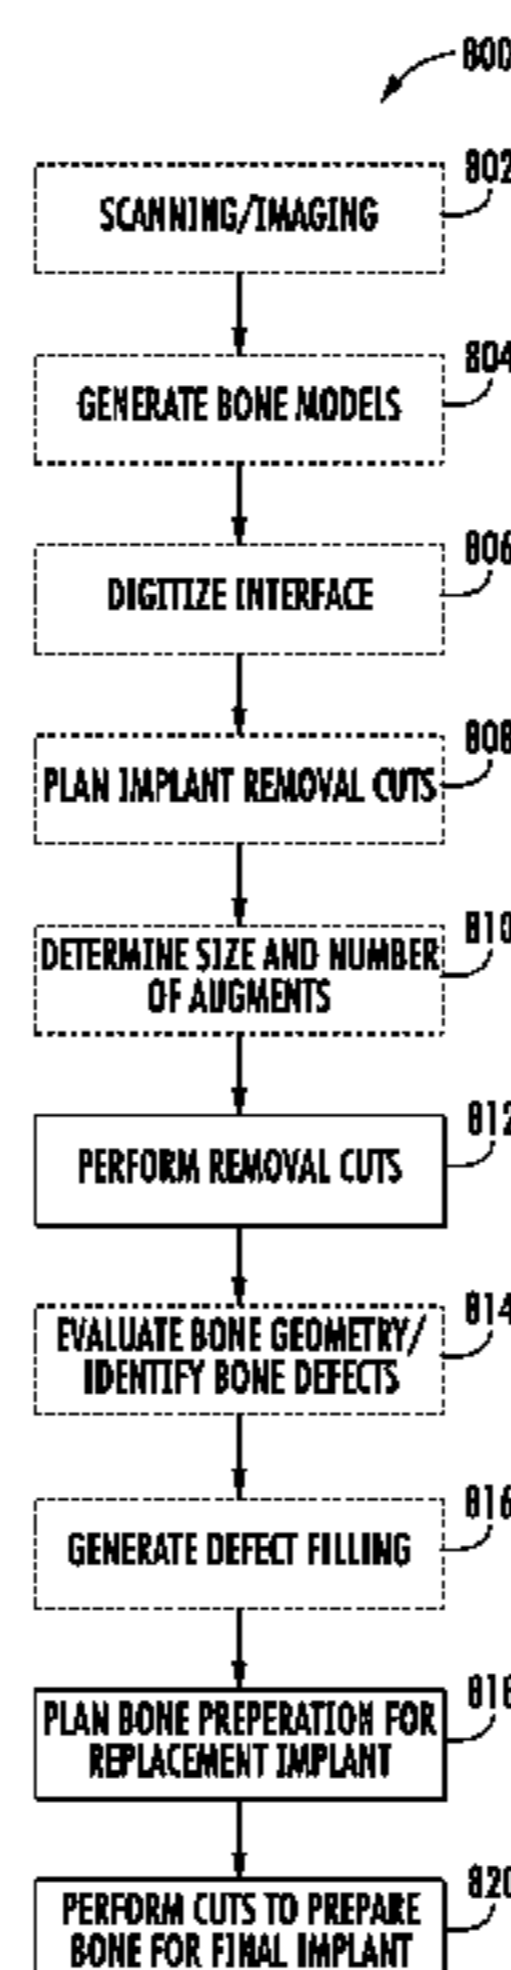 800
802
SCANNING/IMAGING
804
GENERATE BONE MODELS
806
DIGITIZE INTERFACE
808
PLAN IMPLANT REMOVAL CUTS
810
DETERMINE SIZE AND NUMBER
OF AUGMENTS
812
PERFORM REMOVAL CUTS
814
EVALUATE BONE GEOMETRY/
IDENTIFY BONE DEFECTS
816
GENERATE DEFECT FILLING
818
PLAN BONE PREPERATION FOR
REPLACEMENT IMPLANT
820
PERFORM CUTS TO PREPARE
BONE FOR FINAL IMPLANT